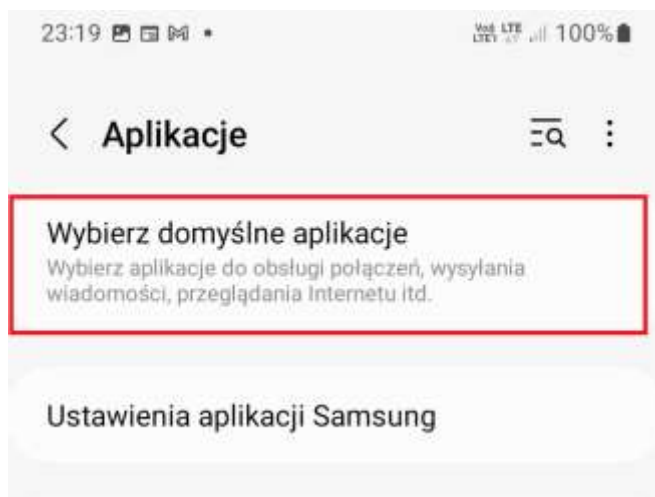 23:19 100%
Aplikacje
Wybierz domyślne aplikacje
Wybierz aplikacje do obsługi połączeń, wysyłania
wiadomości, przeglądania Internetu itd.
Ustawienia aplikacji Samsung